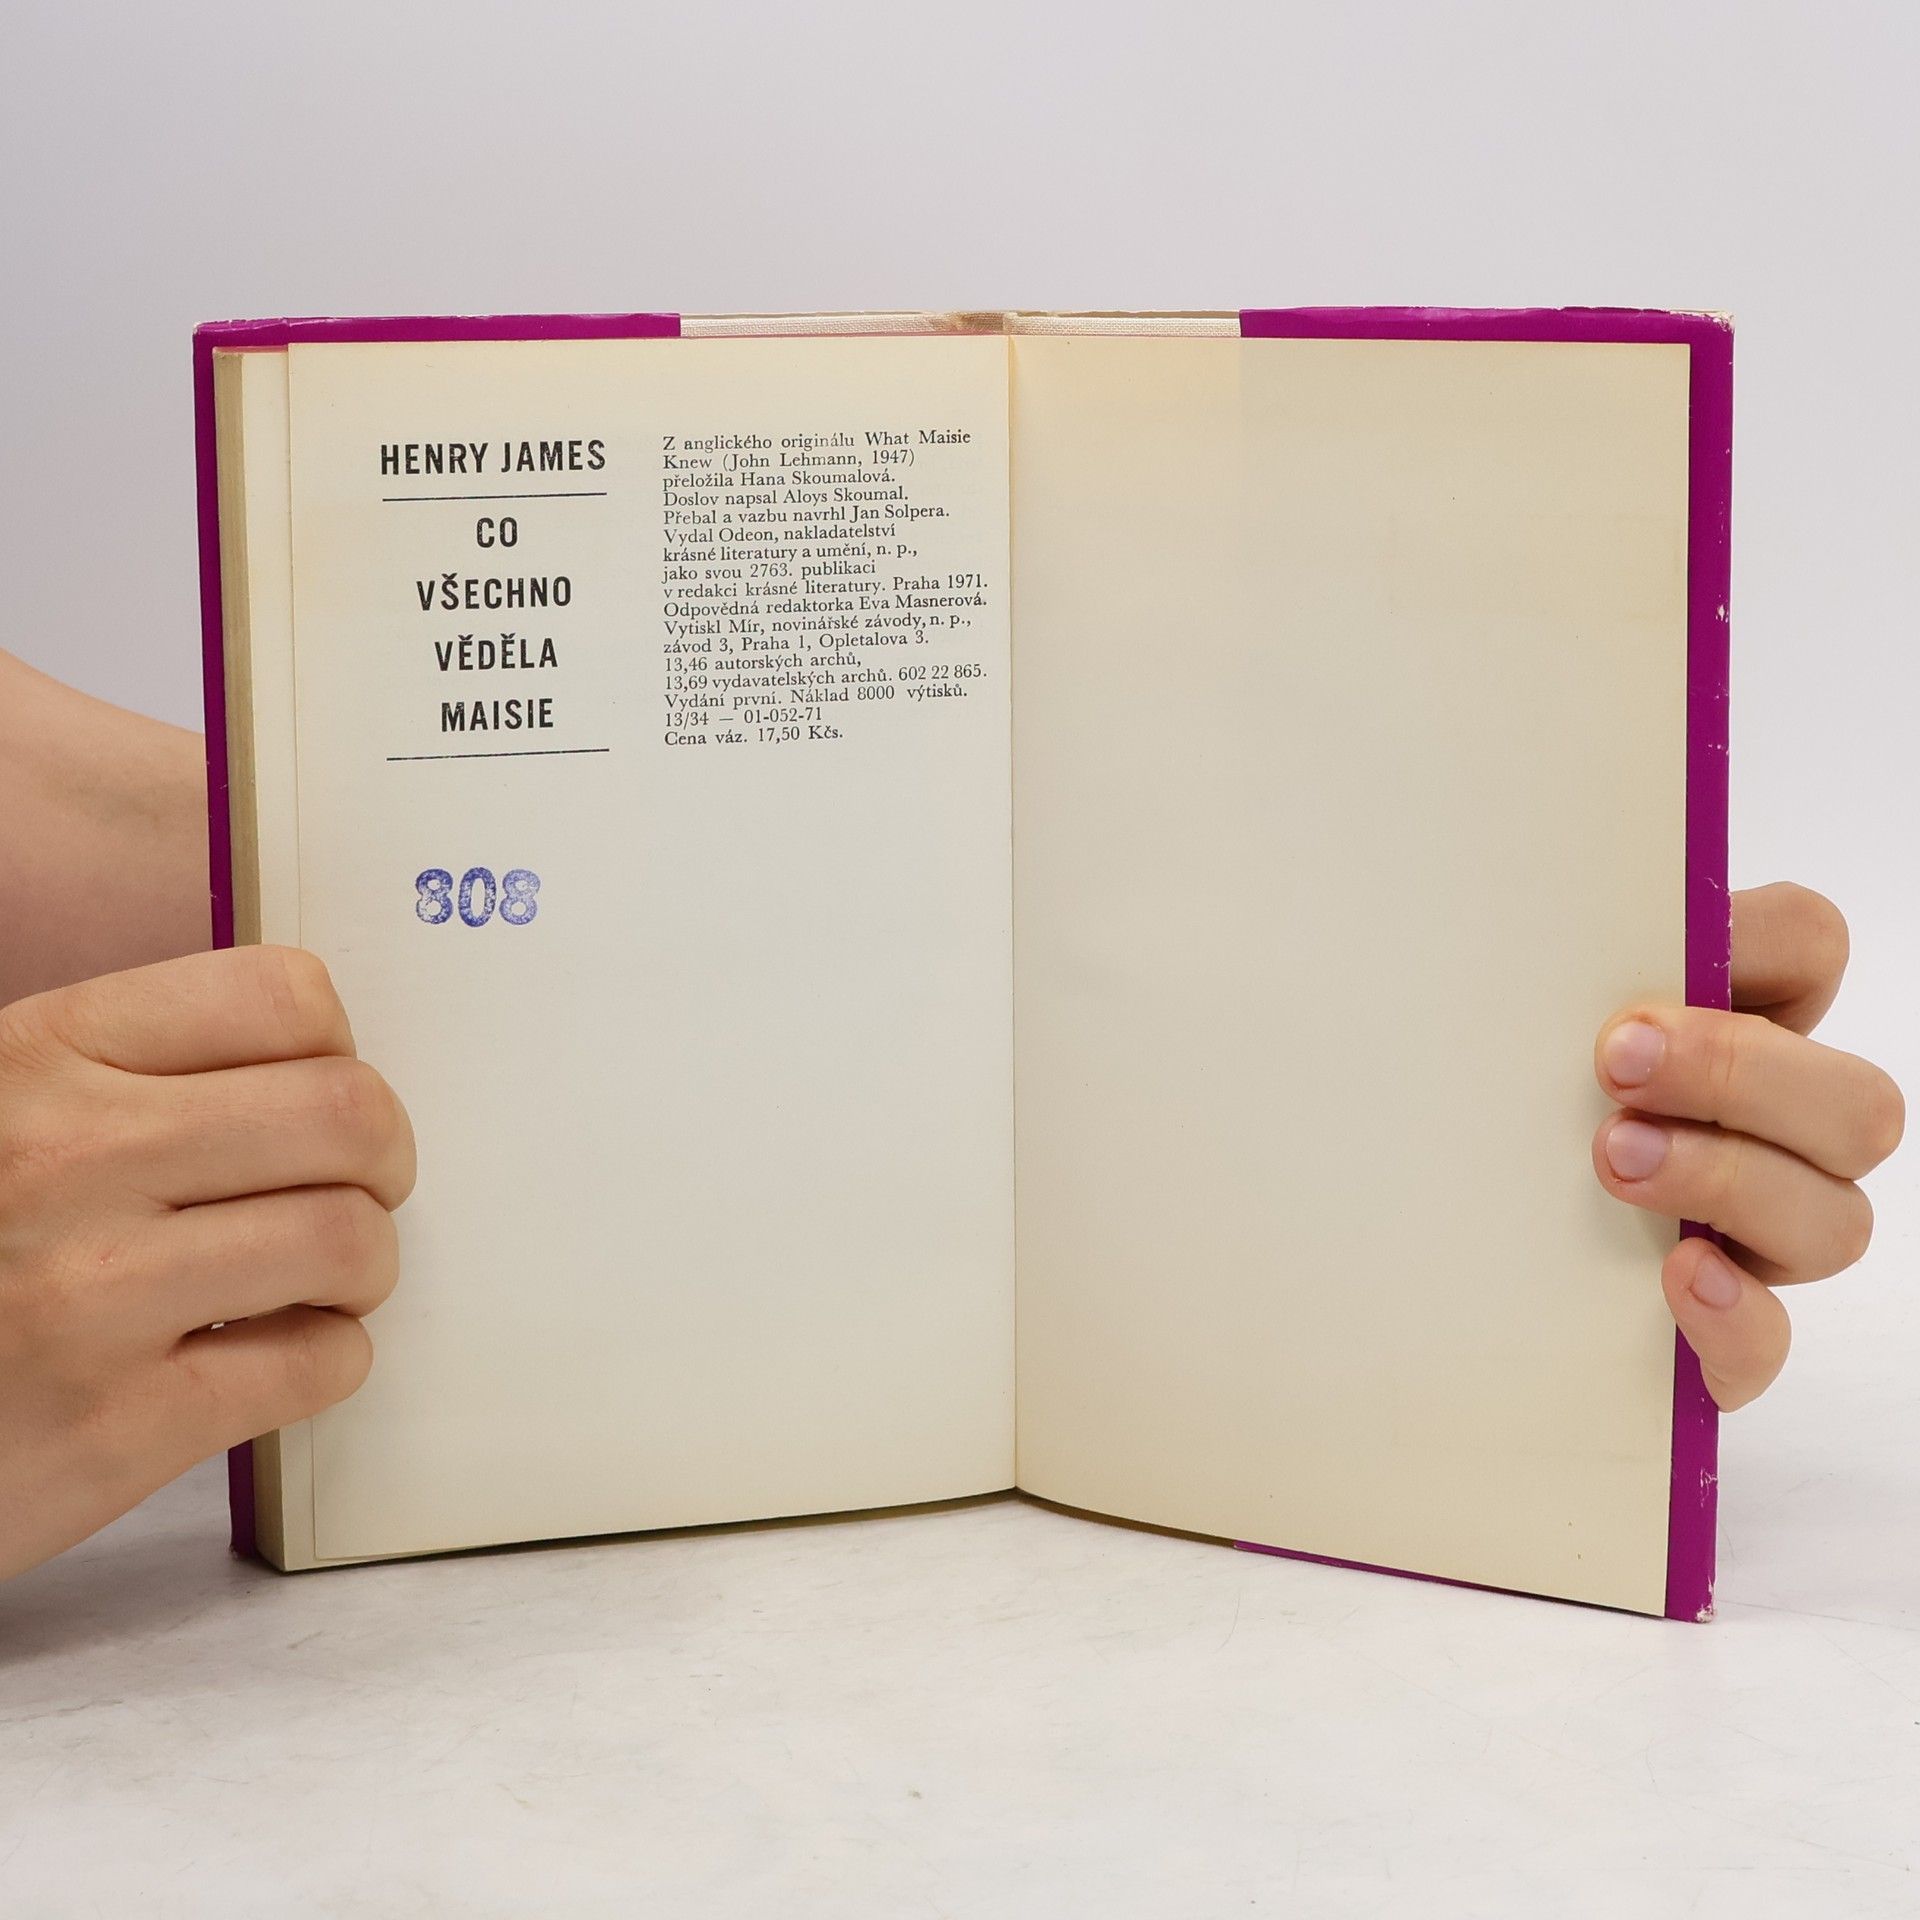 HENRY JAMES
CO
VŠECHNO
VĚDĚLA
MAISIE
808
Z anglického originálu What Maisie
Knew (John Lehmann, 1947)
přeložila Hana Skoumalová.
Doslov napsal Aloys Skoumal.
Přebal a vazbu navrhl Jan Solpera.
Vydal Odeon, nakladatelství
krásné literatury a umění, n. p.,
jako svou 2763. publikaci
v redakci krásné literatury. Praha 1971.
Odpovědná redaktorka Eva Masnerová.
Vytiskl Mír, novinářské závody, n. p.,
závod 3, Praha 1, Opletalova 3.
13,46 autorských archů,
13,69 vydavatelských archů. 602 22 865.
Vydání první. Náklad 8000 výtisků.
13/34 — 01-052-71
Cena váz. 17,50 Kčs.